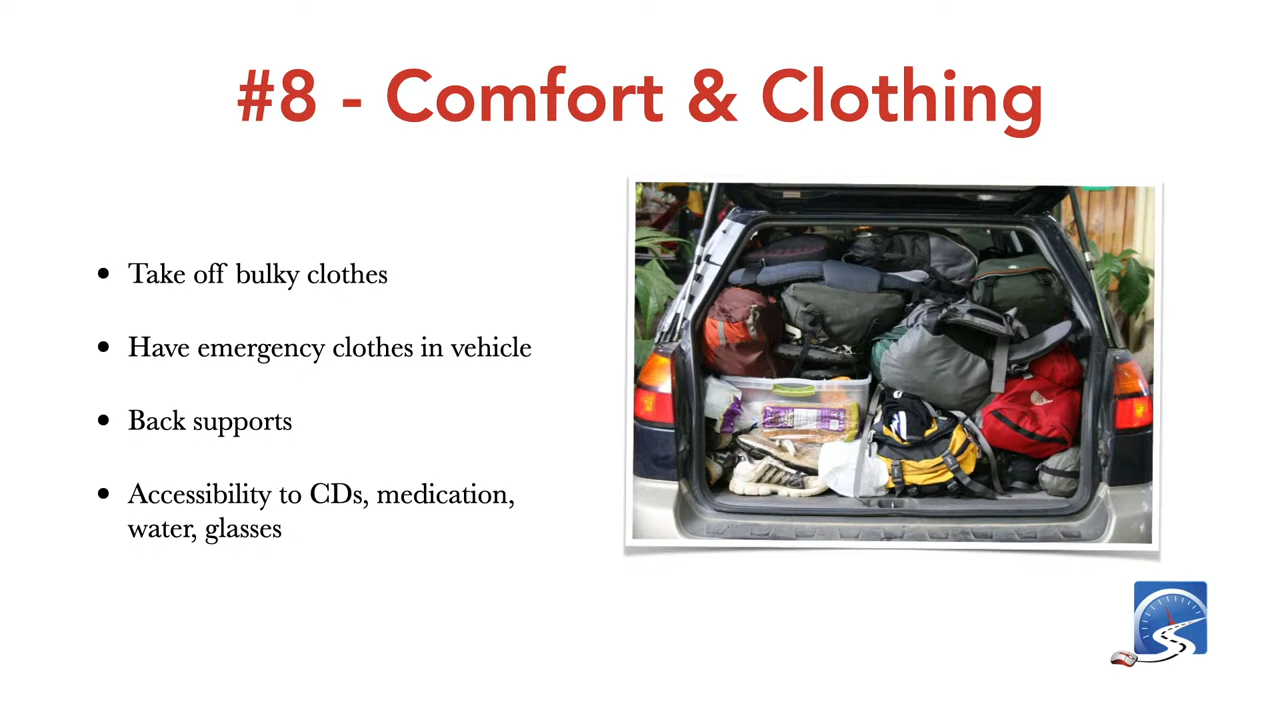 #8 - Comfort & Clothing
• Take off bulky clothes
• Have emergency clothes in vehicle
• Back supports
• Accessibility to CDs, medication,
water, glasses